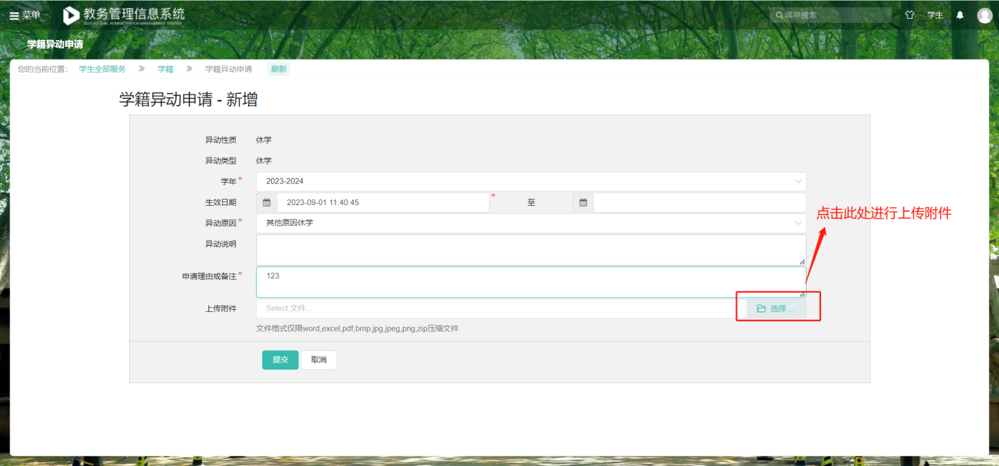 菜单
教务管理信息系统
EDUCATIONAL ADMINISTRATION MANAGEMENT SYSTEM
菜单搜索
学生
学籍异动申请
您的当前位置： 学生全部服务 » 学籍 » 学籍异动申请 刷新
学籍异动申请 - 新增
异动性质 休学
异动类型 休学
学年* 2023-2024
生效日期 2023-09-01 11:40:45 * 至
异动原因* 其他原因休学
点击此处进行上传附件
异动说明
申请理由或备注* 123
上传附件 Select 文件... 选择 ...
文件格式仅限word,excel,pdf,bmp,jpg,jpeg,png,zip压缩文件
提交 取消